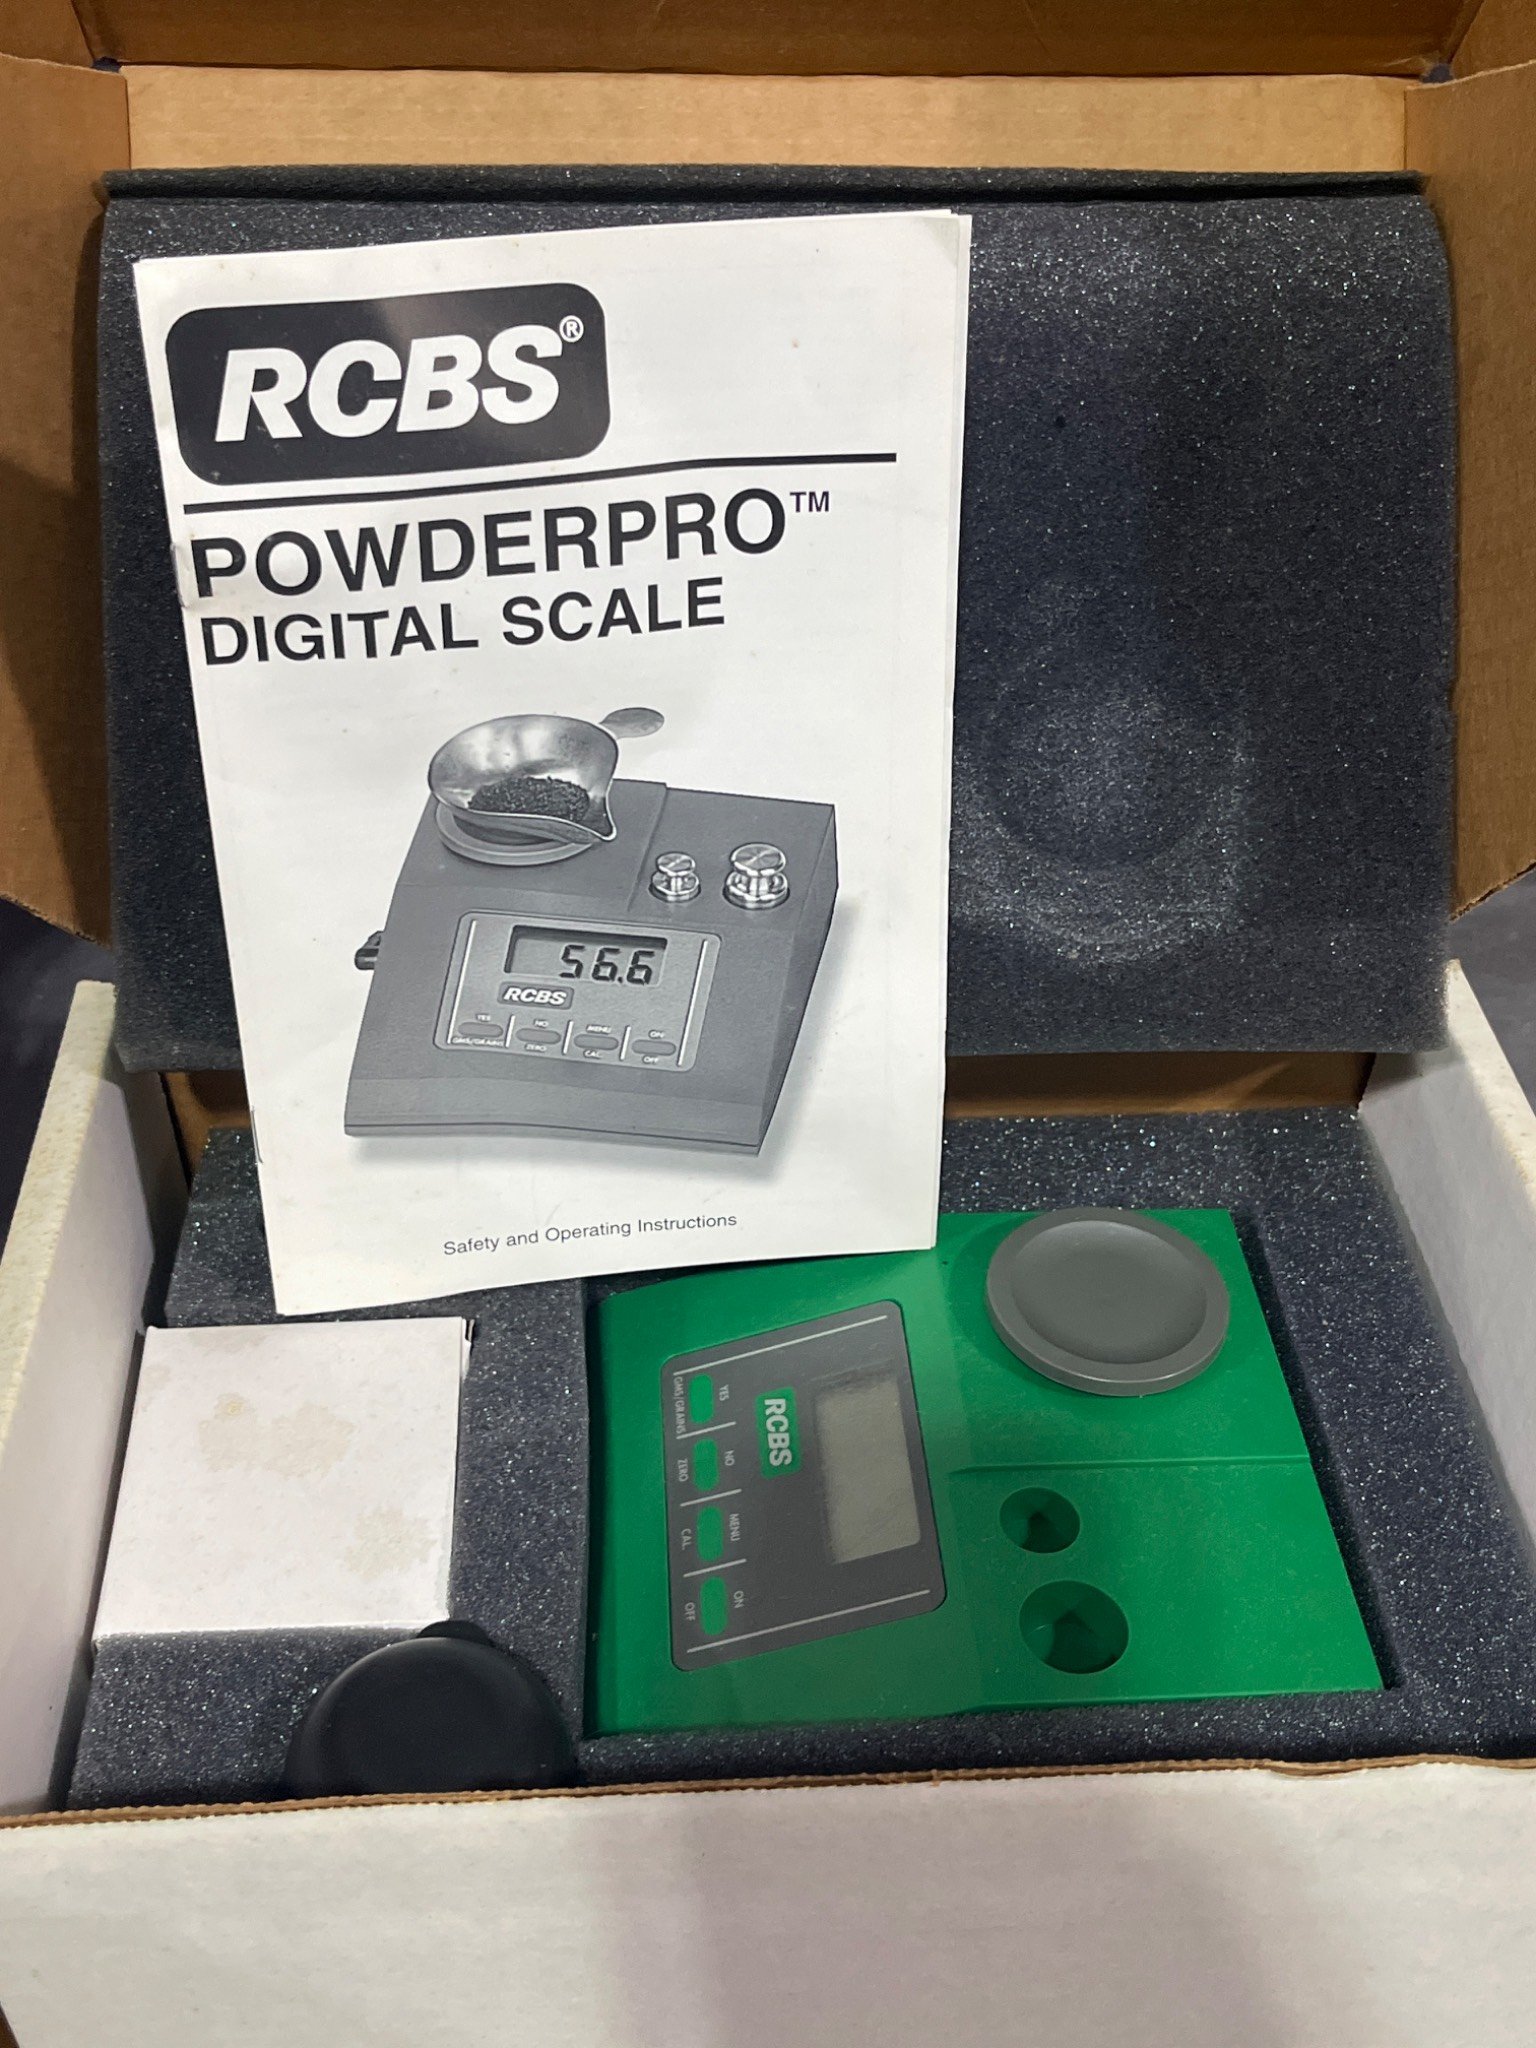 RCBS®
POWDERPRO™
DIGITAL SCALE
56.6
RCBS
YES NO MENU ON
GMS/GRAINS ZERO CAL OFF
Safety and Operating Instructions
RCBS
YES NO MENU ON
GMS/GRAINS ZERO CAL OFF